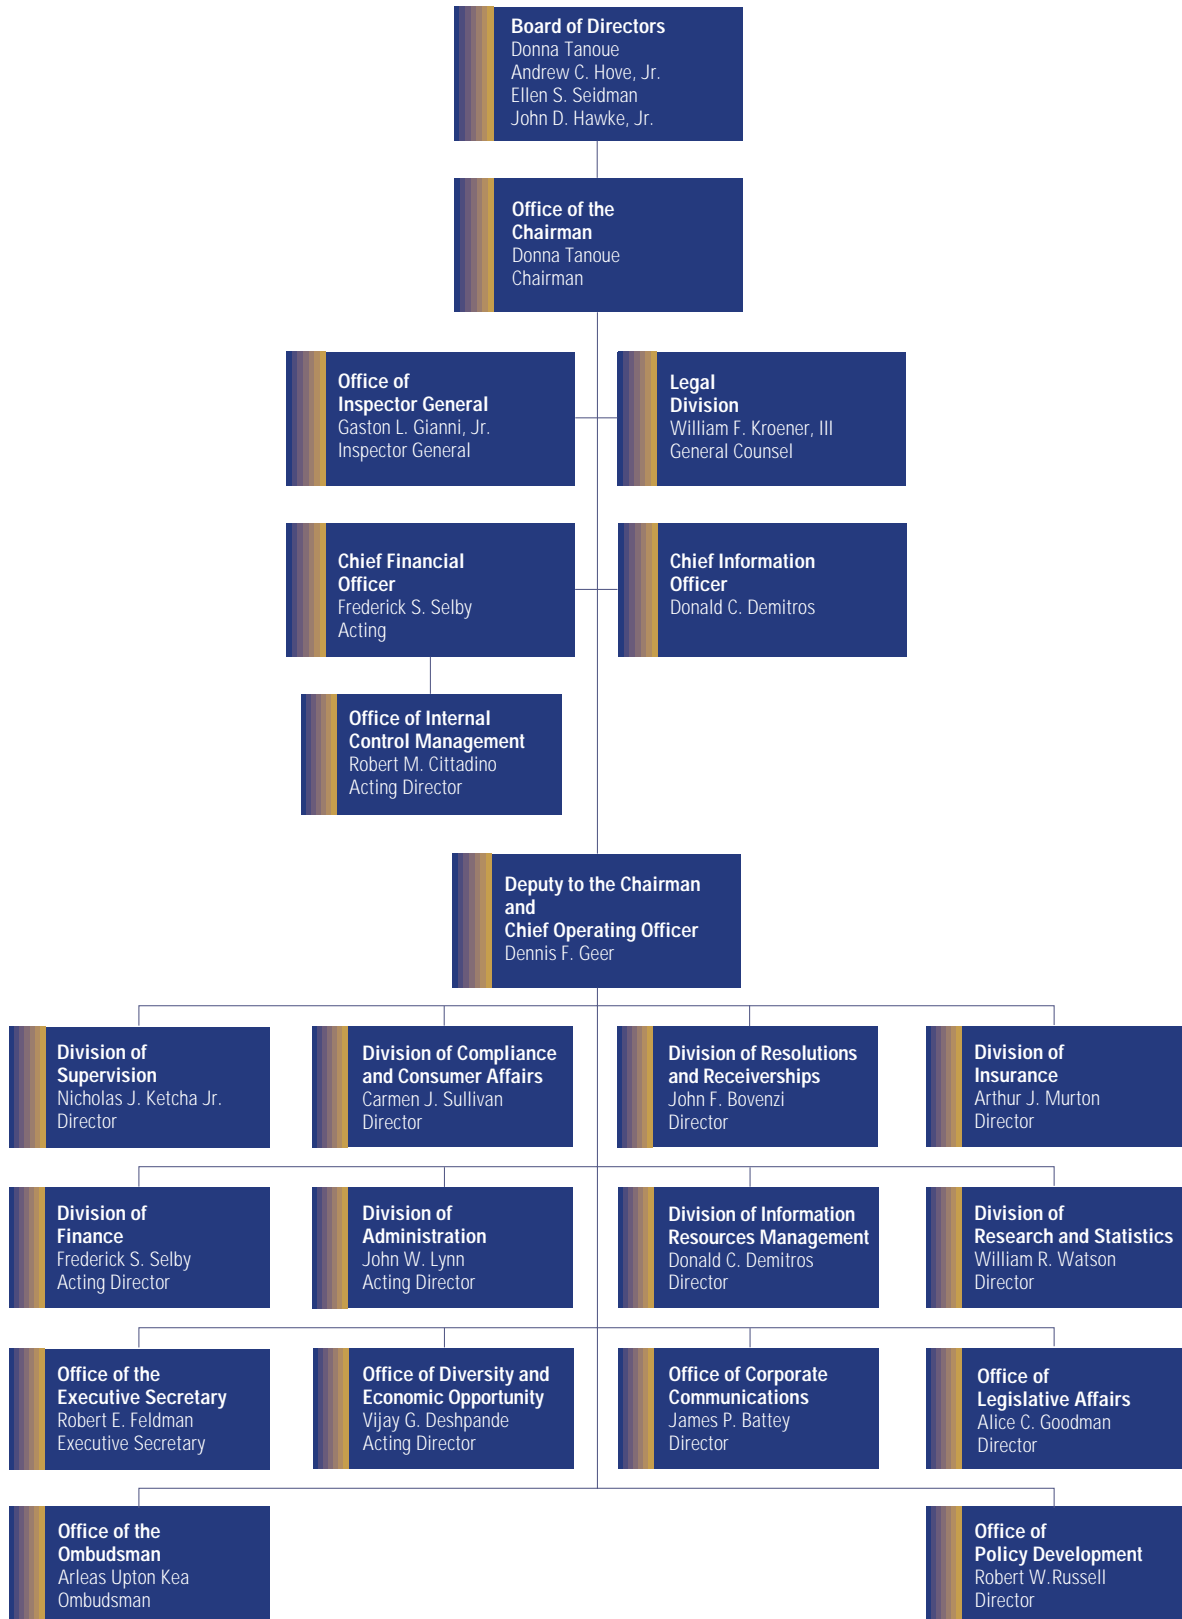 Board of Directors
Donna Tanoue
Andrew C. Hove, Jr.
Ellen S. Seidman
John D. Hawke, Jr.
Office of the
Chairman
Donna Tanoue
Chairman
Office of
Inspector General
Gaston L. Gianni, Jr.
Inspector General
Legal
Division
William F. Kroener, III
General Counsel
Chief Financial
Officer
Frederick S. Selby
Acting
Chief Information
Officer
Donald C. Demitros
Office of Internal
Control Management
Robert M. Cittadino
Acting Director
Deputy to the Chairman
and
Chief Operating Officer
Dennis F. Geer
Division of
Supervision
Nicholas J. Ketcha Jr.
Director
Division of Compliance
and Consumer Affairs
Carmen J. Sullivan
Director
Division of Resolutions
and Receiverships
John F. Bovenzi
Director
Division of
Insurance
Arthur J. Murton
Director
Division of
Finance
Frederick S. Selby
Acting Director
Division of
Administration
John W. Lynn
Acting Director
Division of Information
Resources Management
Donald C. Demitros
Director
Division of
Research and Statistics
William R. Watson
Director
Office of the
Executive Secretary
Robert E. Feldman
Executive Secretary
Office of Diversity and
Economic Opportunity
Vijay G. Deshpande
Acting Director
Office of Corporate
Communications
James P. Battey
Director
Office of
Legislative Affairs
Alice C. Goodman
Director
Office of the
Ombudsman
Arleas Upton Kea
Ombudsman
Office of
Policy Development
Robert W.Russell
Director